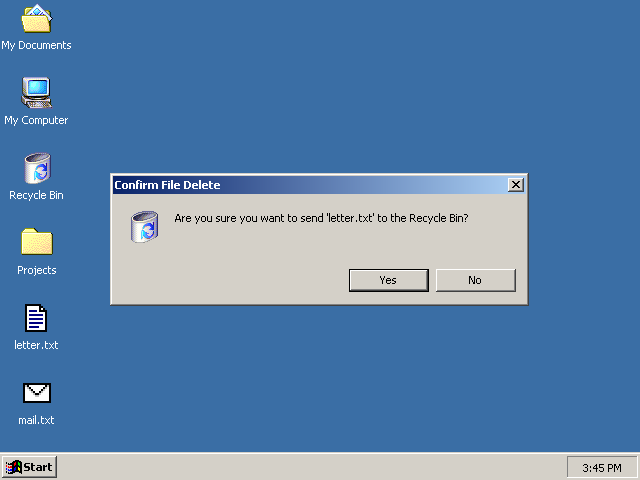 My Documents
My Computer
Recycle Bin
Projects
letter.txt
mail.txt
Confirm File Delete
Are you sure you want to send 'letter.txt' to the Recycle Bin?
Yes
No
Start
3:45 PM